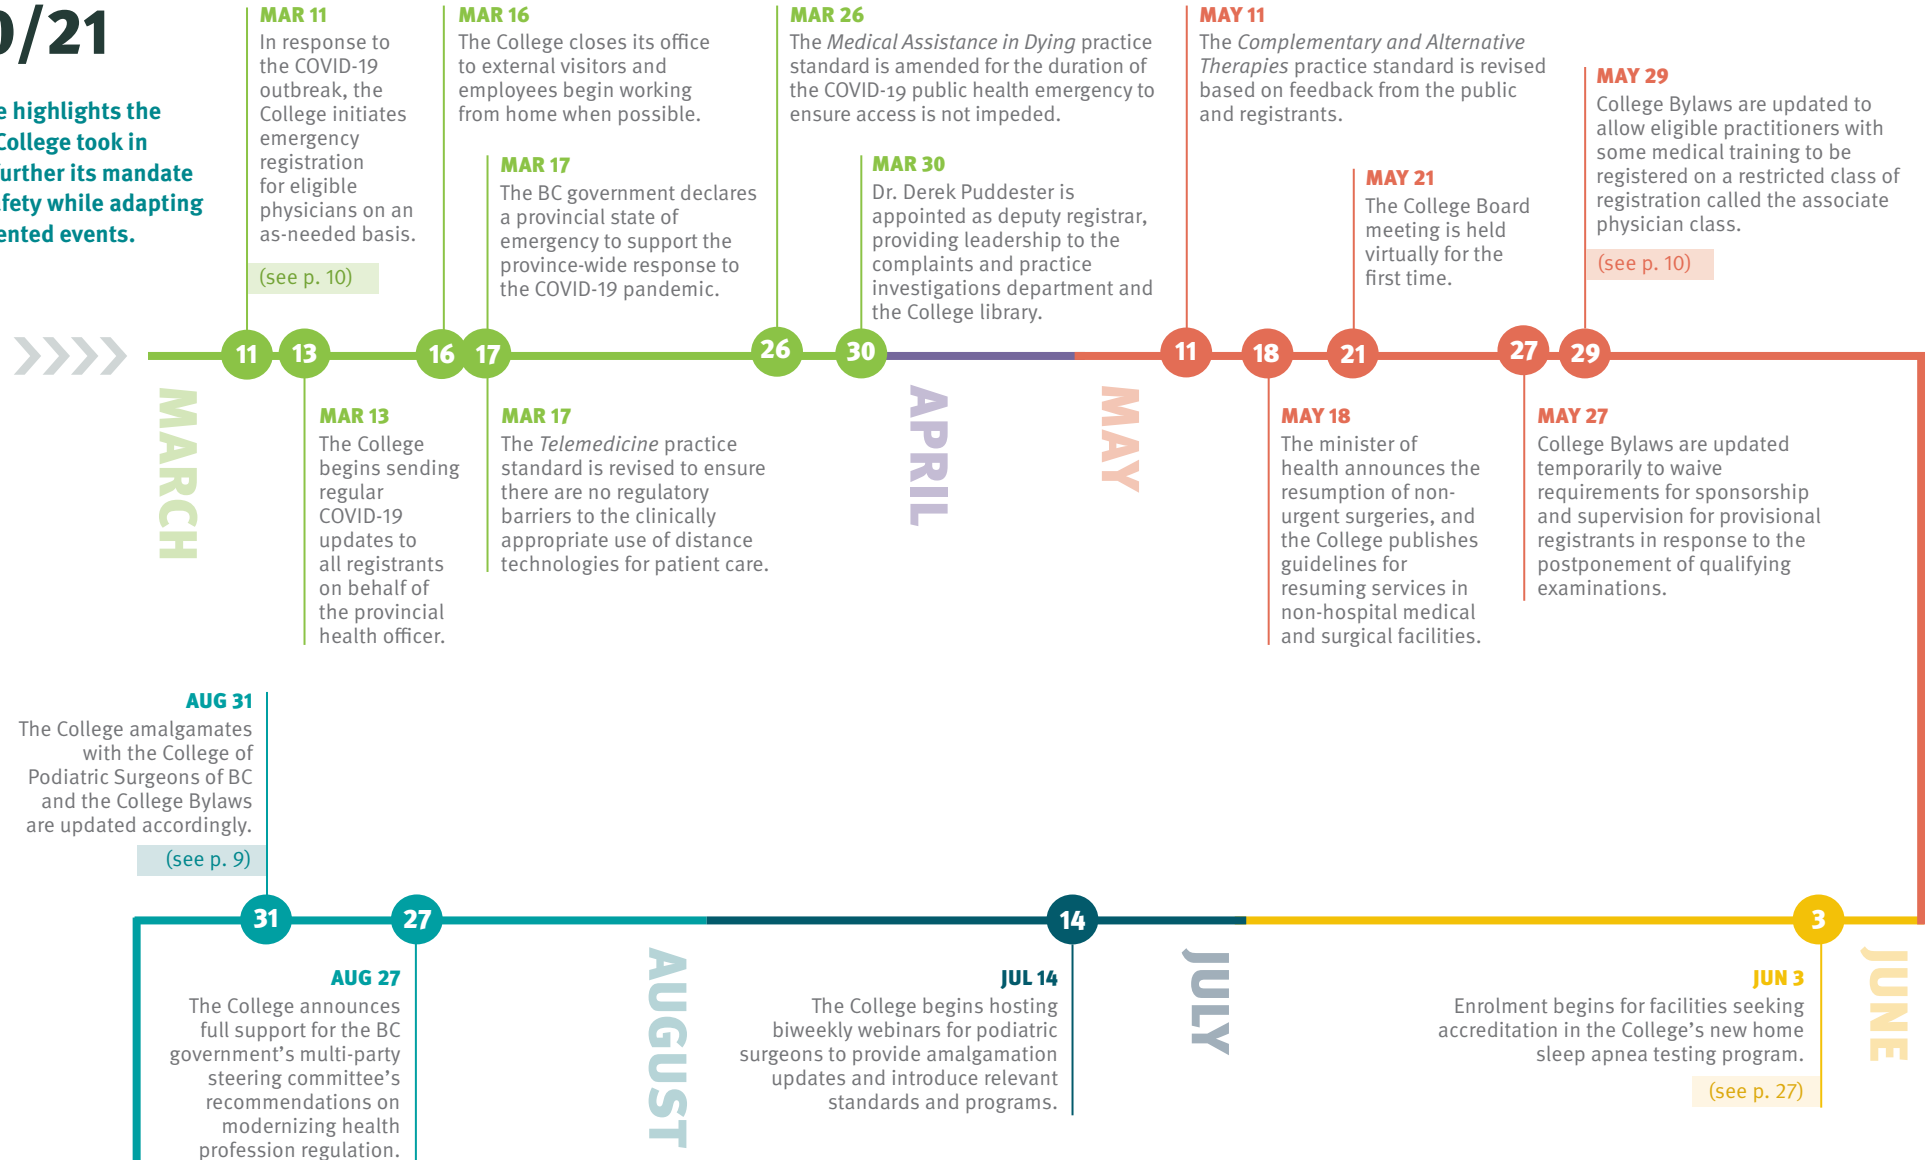 0/21
e highlights the
College took in
urther its mandate
fety while adapting
ented events.
MAR 11
In response to
the COVID-19
outbreak, the
College initiates
emergency
registration
for eligible
physicians on an
as-needed basis.
(see p. 10)
MAR 16
The College closes its office
to external visitors and
employees begin working
from home when possible.
MAR 17
The BC government declares
a provincial state of
emergency to support the
province-wide response to
the COVID-19 pandemic.
MAR 26
The Medical Assistance in Dying practice
standard is amended for the duration of
the COVID-19 public health emergency to
ensure access is not impeded.
MAR 30
Dr. Derek Puddester is
appointed as deputy registrar,
providing leadership to the
complaints and practice
investigations department and
the College library.
MAY 11
The Complementary and Alternative
Therapies practice standard is revised
based on feedback from the public
and registrants.
MAY 21
The College Board
meeting is held
virtually for the
first time.
MAY 29
College Bylaws are updated to
allow eligible practitioners with
some medical training to be
registered on a restricted class of
registration called the associate
physician class.
(see p. 10)
11
13
16
17
26
30
11
18
21
27
29
MARCH
MAR 13
The College
begins sending
regular
COVID-19
updates to
all registrants
on behalf of
the provincial
health officer.
MAR 17
The Telemedicine practice
standard is revised to ensure
there are no regulatory
barriers to the clinically
appropriate use of distance
technologies for patient care.
APRIL
MAY
MAY 18
The minister of
health announces the
resumption of non-
urgent surgeries, and
the College publishes
guidelines for
resuming services in
non-hospital medical
and surgical facilities.
MAY 27
College Bylaws are updated
temporarily to waive
requirements for sponsorship
and supervision for provisional
registrants in response to the
postponement of qualifying
examinations.
AUG 31
The College amalgamates
with the College of
Podiatric Surgeons of BC
and the College Bylaws
are updated accordingly.
(see p. 9)
31
27
14
3
AUG 27
The College announces
full support for the BC
government’s multi-party
steering committee’s
recommendations on
modernizing health
profession regulation.
AUGUST
JUL 14
The College begins hosting
biweekly webinars for podiatric
surgeons to provide amalgamation
updates and introduce relevant
standards and programs.
JULY
JUN 3
Enrolment begins for facilities seeking
accreditation in the College’s new home
sleep apnea testing program.
(see p. 27)
JUNE